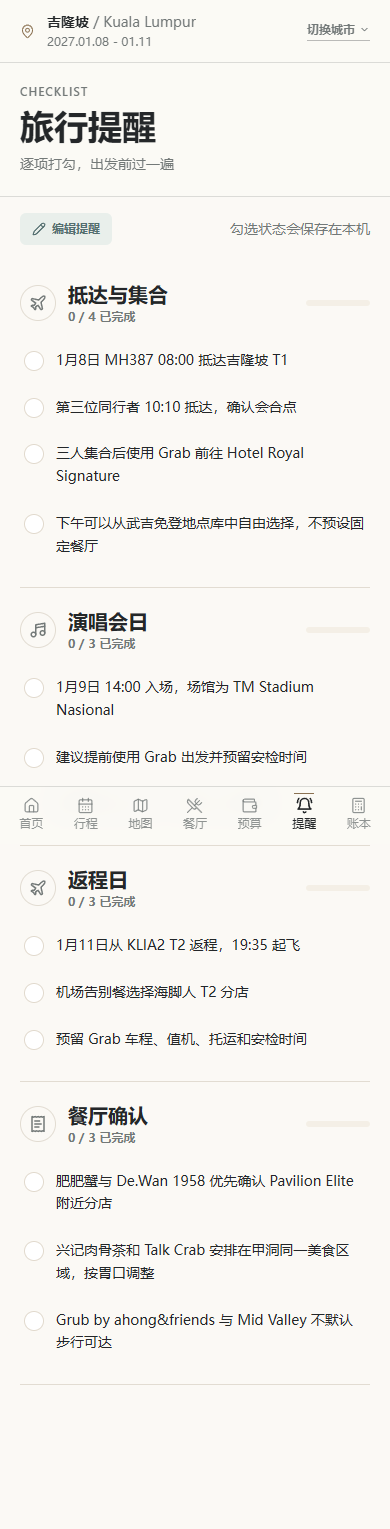 吉隆坡 / Kuala Lumpur
2027.01.08 - 01.11
切换城市
CHECKLIST
旅行提醒
逐项打勾，出发前过一遍
编辑提醒
勾选状态会保存在本机
抵达与集合
0 / 4 已完成
1月8日 MH387 08:00 抵达吉隆坡 T1
第三位同行者 10:10 抵达，确认会合点
三人集合后使用 Grab 前往 Hotel Royal
Signature
下午可以从武吉免登地点库中自由选择，不预设固
定餐厅
演唱会日
0 / 3 已完成
1月9日 14:00 入场，场馆为 TM Stadium
Nasional
建议提前使用 Grab 出发并预留安检时间
首页
行程
地图
餐厅
预算
提醒
账本
返程日
0 / 3 已完成
1月11日从 KLIA2 T2 返程，19:35 起飞
机场告别餐选择海脚人 T2 分店
预留 Grab 车程、值机、托运和安检时间
餐厅确认
0 / 3 已完成
肥肥蟹与 De.Wan 1958 优先确认 Pavilion Elite
附近分店
兴记肉骨茶和 Talk Crab 安排在甲洞同一美食区
域，按胃口调整
Grub by ahong&friends 与 Mid Valley 不默认
步行可达